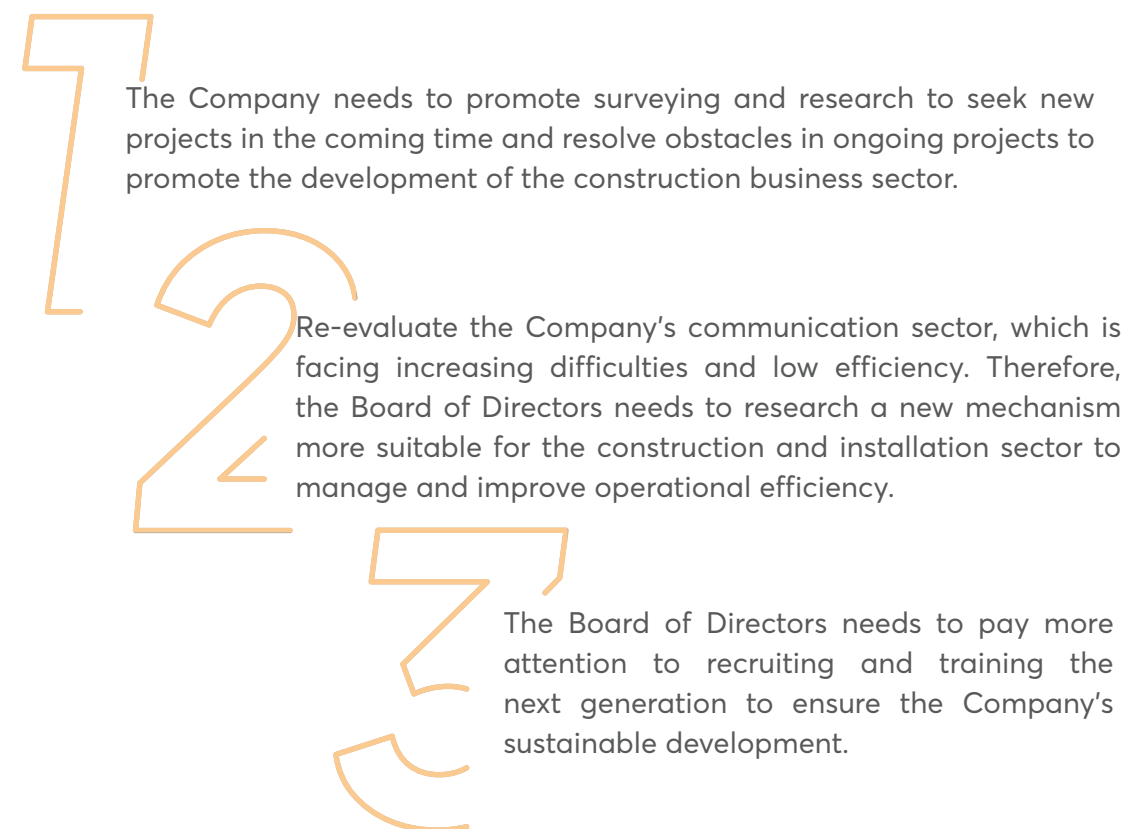 1
The Company needs to promote surveying and research to seek new
projects in the coming time and resolve obstacles in ongoing projects to
promote the development of the construction business sector.
2
Re-evaluate the Company's communication sector, which is
facing increasing difficulties and low efficiency. Therefore,
the Board of Directors needs to research a new mechanism
more suitable for the construction and installation sector to
manage and improve operational efficiency.
3
The Board of Directors needs to pay more
attention to recruiting and training the
next generation to ensure the Company's
sustainable development.